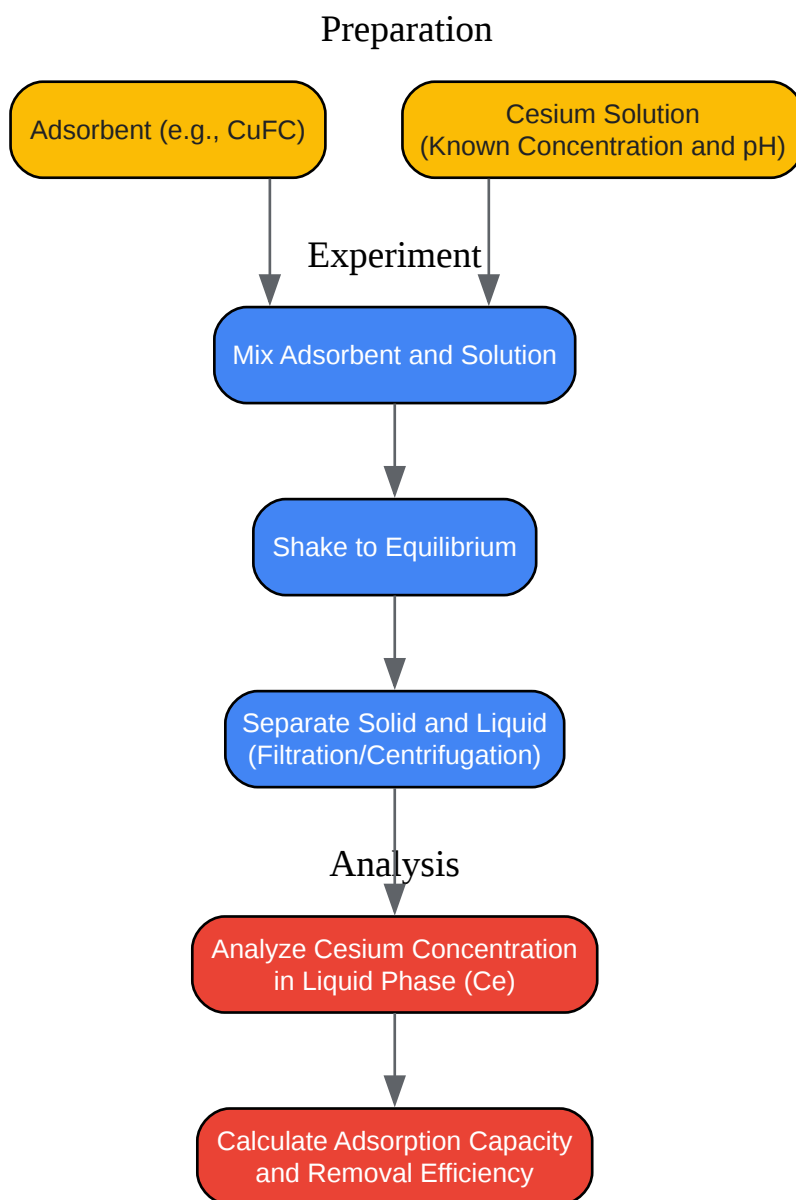 Preparation
Adsorbent (e.g., CuFC)
Cesium Solution
(Known Concentration and pH)
Experiment
Mix Adsorbent and Solution
Shake to Equilibrium
Separate Solid and Liquid
(Filtration/Centrifugation)
Analysis
Analyze Cesium Concentration
in Liquid Phase (Ce)
Calculate Adsorption Capacity
and Removal Efficiency